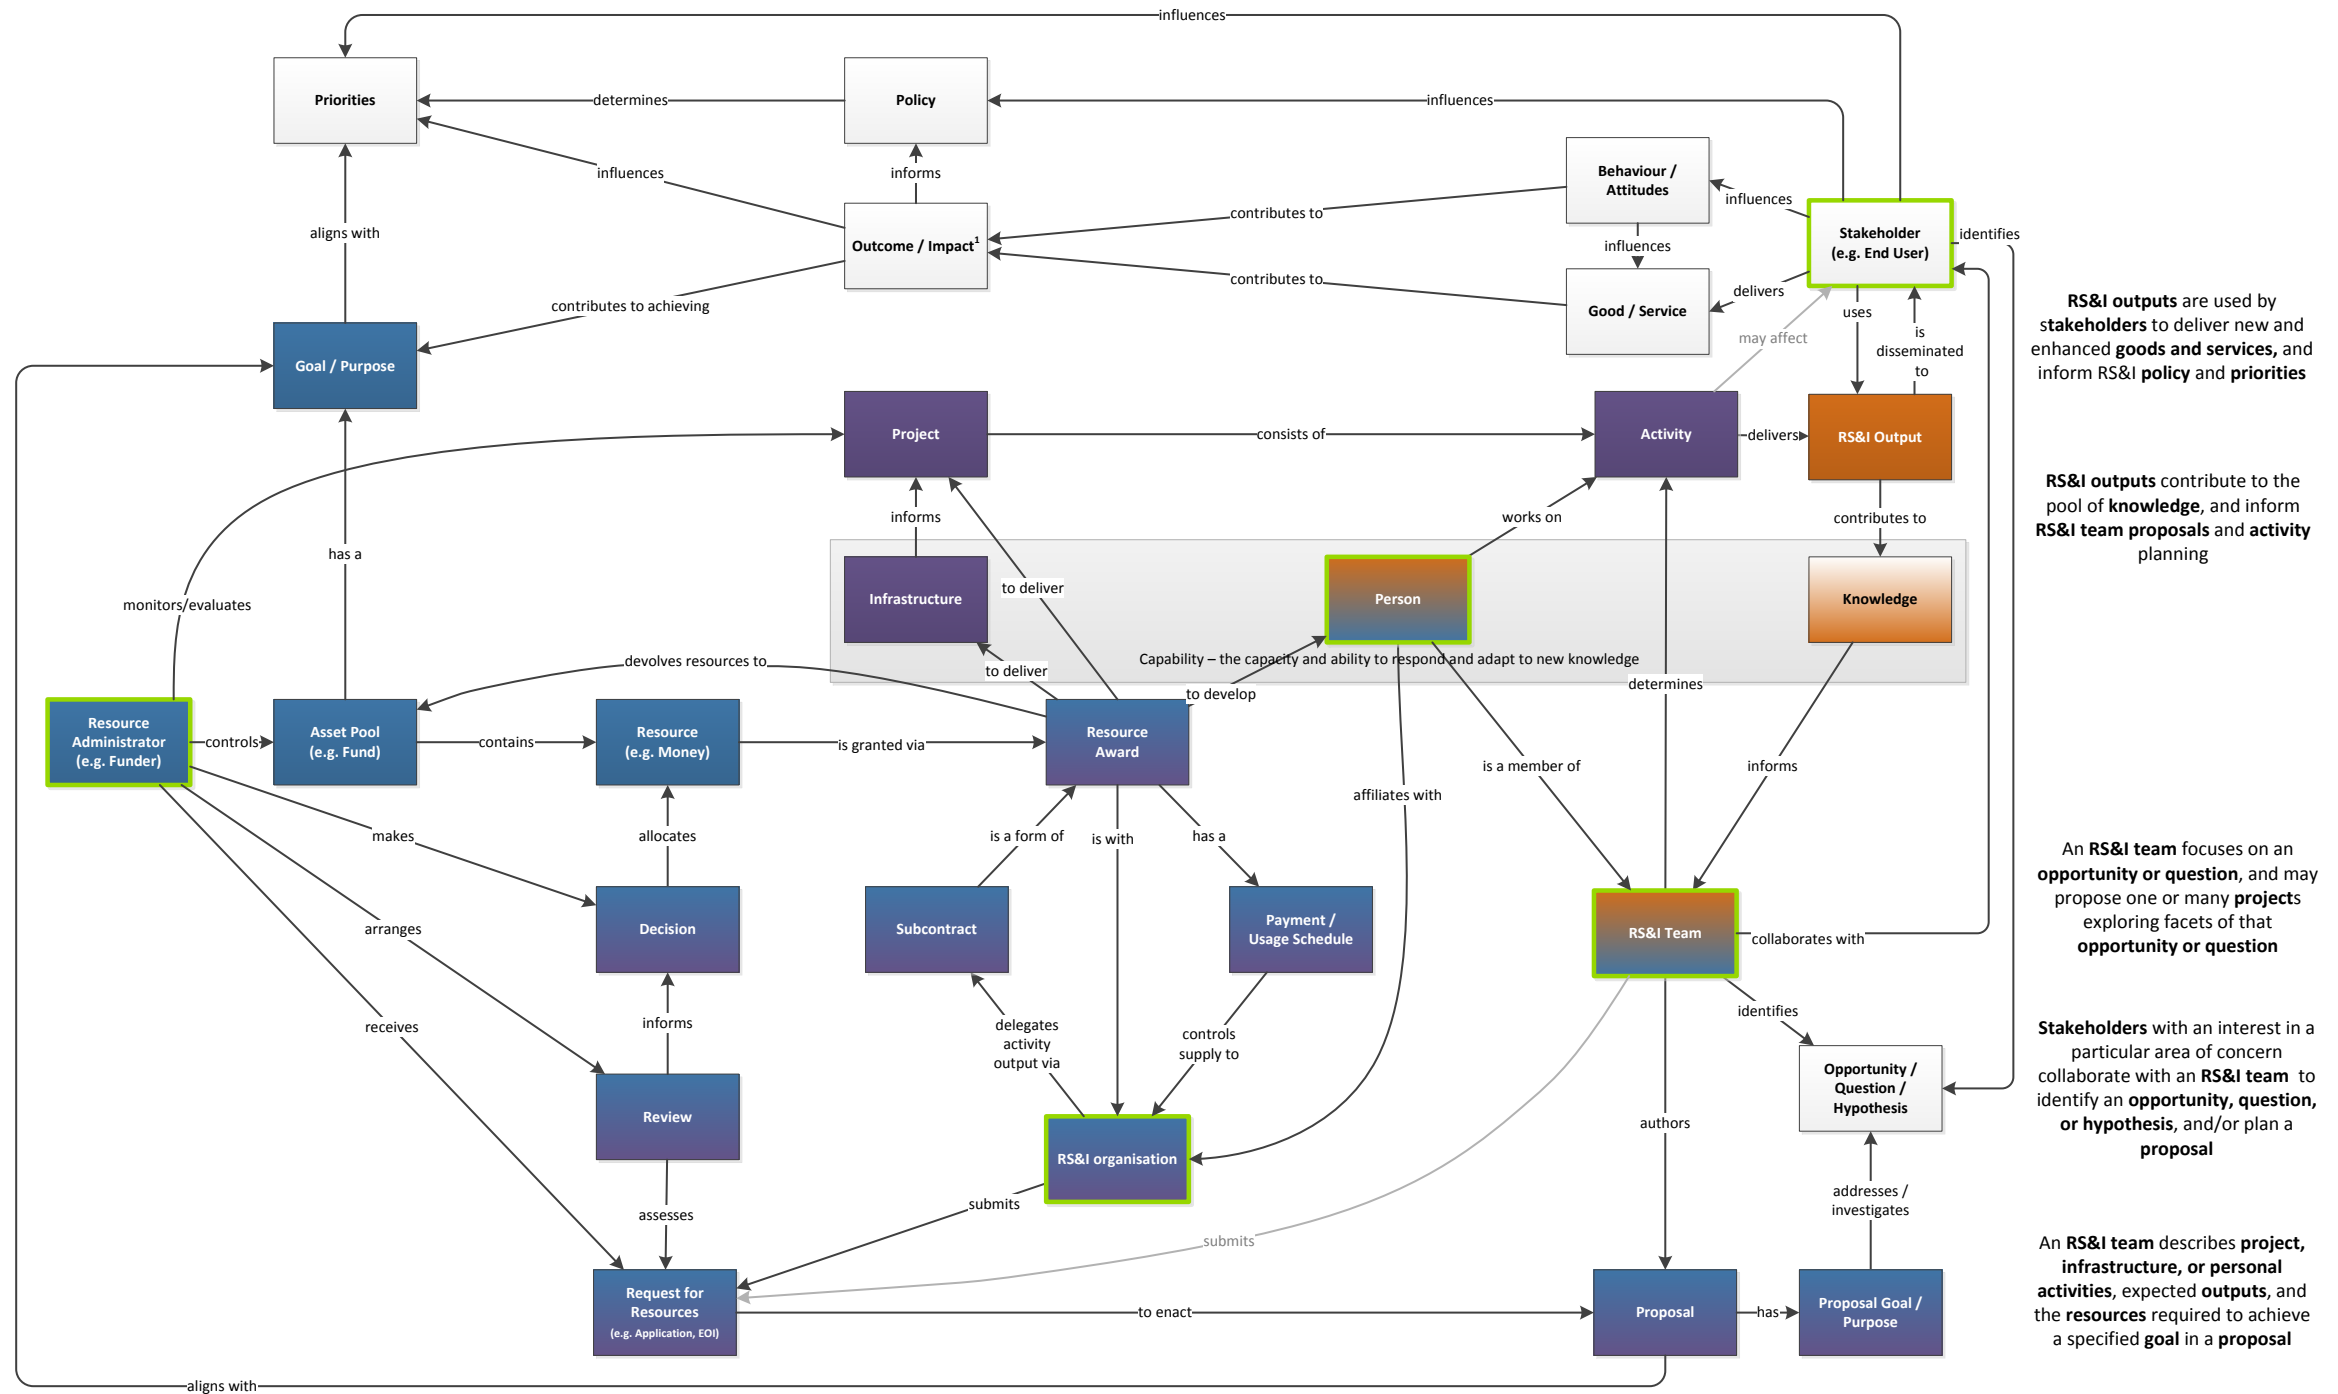 influences
Priorities
determines
Policy
influences
influences
informs
Behaviour /
Attitudes
influences
contributes to
Outcome / Impact¹
influences
Stakeholder
(e.g. End User)
identifies
aligns with
contributes to
contributes to achieving
Good / Service
delivers
may affect
uses
is
disseminated
to
RS&I outputs are used by
stakeholders to deliver new and
enhanced goods and services, and
inform RS&I policy and priorities
Goal / Purpose
Project
consists of
Activity
delivers
RS&I Output
RS&I outputs contribute to the
pool of knowledge, and inform
RS&I team proposals and activity
planning
has a
informs
works on
contributes to
monitors/evaluates
Infrastructure
to deliver
Person
Knowledge
devolves resources to
to deliver
Capability – the capacity and ability to respond and adapt to new knowledge
to develop
determines
Resource
Administrator
(e.g. Funder)
controls
Asset Pool
(e.g. Fund)
contains
Resource
(e.g. Money)
is granted via
Resource
Award
is a member of
informs
affiliates with
makes
allocates
is a form of
is with
has a
arranges
Decision
Subcontract
Payment /
Usage Schedule
RS&I Team
collaborates with
An RS&I team focuses on an
opportunity or question, and may
propose one or many projects
exploring facets of that
opportunity or question
receives
informs
delegates
activity
output via
controls
supply to
identifies
Opportunity /
Question /
Hypothesis
Stakeholders with an interest in a
particular area of concern
collaborate with an RS&I team to
identify an opportunity, question,
or hypothesis, and/or plan a
proposal
Review
RS&I organisation
authors
assesses
submits
submits
addresses /
investigates
Request for
Resources
(e.g. Application, EOI)
to enact
Proposal
has
Proposal Goal /
Purpose
An RS&I team describes project,
infrastructure, or personal
activities, expected outputs, and
the resources required to achieve
a specified goal in a proposal
aligns with